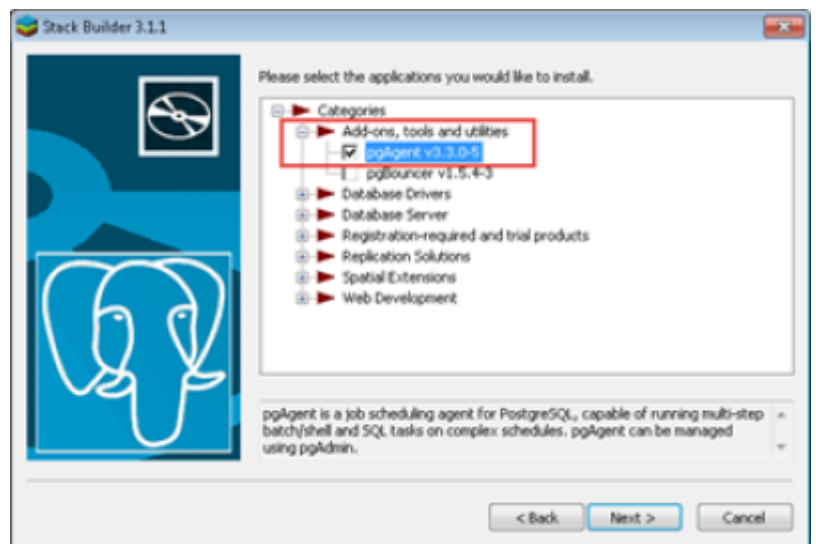 Stack Builder 3.1.1
Please select the applications you would like to install.
Categories
Add-ons, tools and utilities
pgAgent v3.3.0-5
pgBouncer v1.5.4-3
Database Drivers
Database Server
Registration-required and trial products
Replication Solutions
Spatial Extensions
Web Development
pgAgent is a job scheduling agent for PostgreSQL, capable of running multi-step
batch/shell and SQL tasks on complex schedules. pgAgent can be managed
using pgAdmin.
< Back Next > Cancel